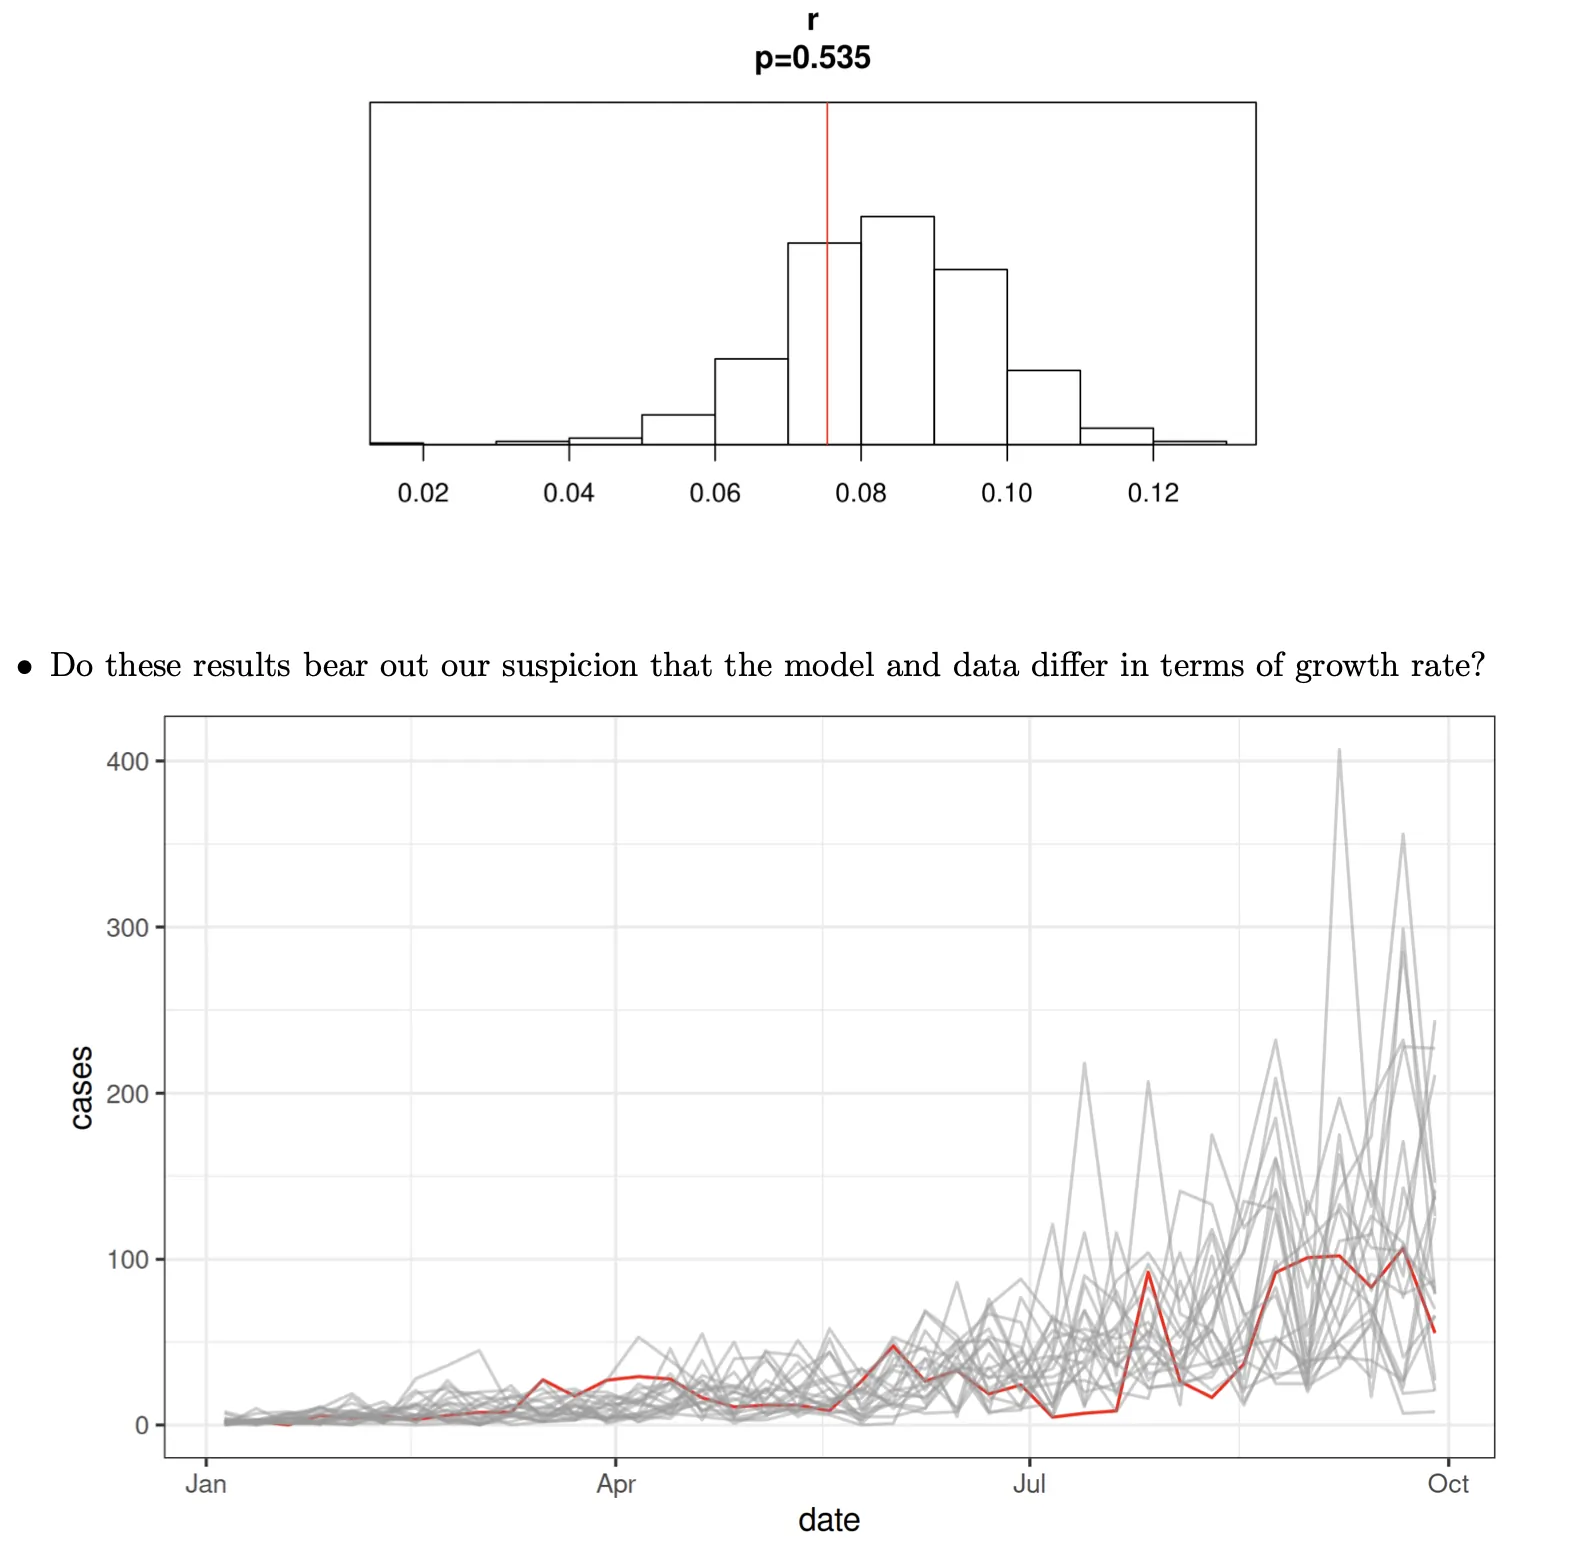 r
p=0.535
0.02 0.04 0.06 0.08 0.10 0.12
• Do these results bear out our suspicion that the model and data differ in terms of growth rate?
400
300
200
100
0
cases
Jan Apr Jul Oct
date